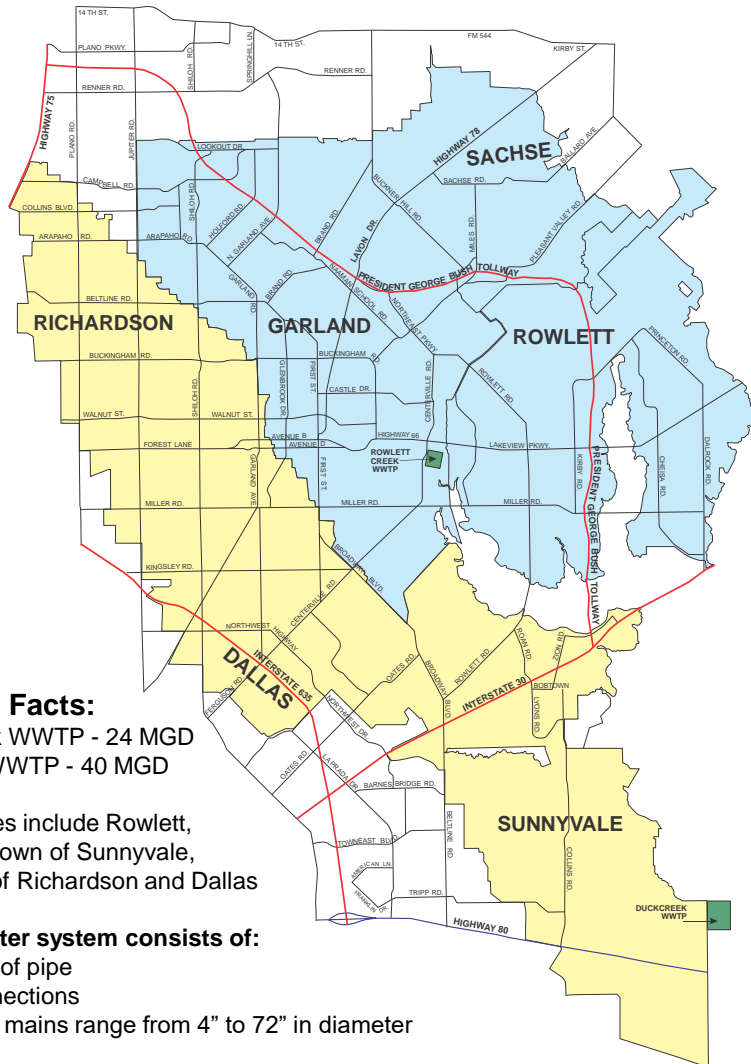 14 TH ST.
FM 544
PLANO PKWY.
SHILOH RD.
SPRINGHILL LN.
14 TH ST.
KIRBY ST.
RENNER RD.
RENNER RD.
HIGHWAY 75
PLANO RD.
JUPITER RD.
LOOKOUT DR.
HIGHWAY 78
SACHSE
BALLARD AVE
CAMPBELL RD.
SHILOH RD.
HOLFORD RD.
BUCKNER HILL RD.
SACHSE RD.
COLLINS BLVD.
N. GARLAND AVE
BRAND RD.
LAVON DR.
MILES RD.
PLEASANT VALLEY RD.
ARAPAHO RD.
ARAPAHO RD.
NAAMAN SCHOOL RD.
PRESIDENT GEORGE BUSH TOLLWAY
BELTLINE RD.
GARLAND RD.
BRAND RD.
NORTHEAST PKWY.
RICHARDSON
GARLAND
ROWLETT
PRINCETON RD.
BUCKINGHAM RD.
BUCKINGHAM RD.
SHILOH RD.
GLENBROOK DR.
FIRST ST.
CASTLE DR.
CENTERVILLE RD.
ROWLETT RD.
WALNUT ST.
WALNUT ST.
FOREST LANE
AVENUE B
AVENUE D
HIGHWAY 66
LAKEVIEW PKWY.
ROWLETT
CREEK
WWTP
GARLAND AVE
FIRST ST.
KIRBY RD.
PRESIDENT GEORGE BUSH TOLLWAY
CHEISA RD.
DALROCK RD.
MILLER RD.
MILLER RD.
MILLER RD.
KINGSLEY RD.
BROADWAY BLVD.
CENTERVILLE RD.
NORTHWEST HIGHWAY
DALLAS
INTERSTATE 635
OATES RD.
BROADWAY BLVD.
ROWLETT RD.
ROAN RD.
ZION RD.
INTERSTATE 30
BOBTOWN
LYONS RD.
FERGUSON RD.
NORTHWEST DR.
OATES RD.
LA PRADA DR.
BARNES BRIDGE RD.
Facts:
WWTP - 24 MGD
WWTP - 40 MGD
es include Rowlett,
own of Sunnyvale,
of Richardson and Dallas
TOWNEAST BLVD.
BELTLINE RD.
SUNNYVALE
COLLINS RD.
AMERICAN LN.
FRANKLIN DR.
TRIPP RD.
DUCKCREEK
WWTP
HIGHWAY 80
ter system consists of:
of pipe
nections
mains range from 4” to 72” in diameter